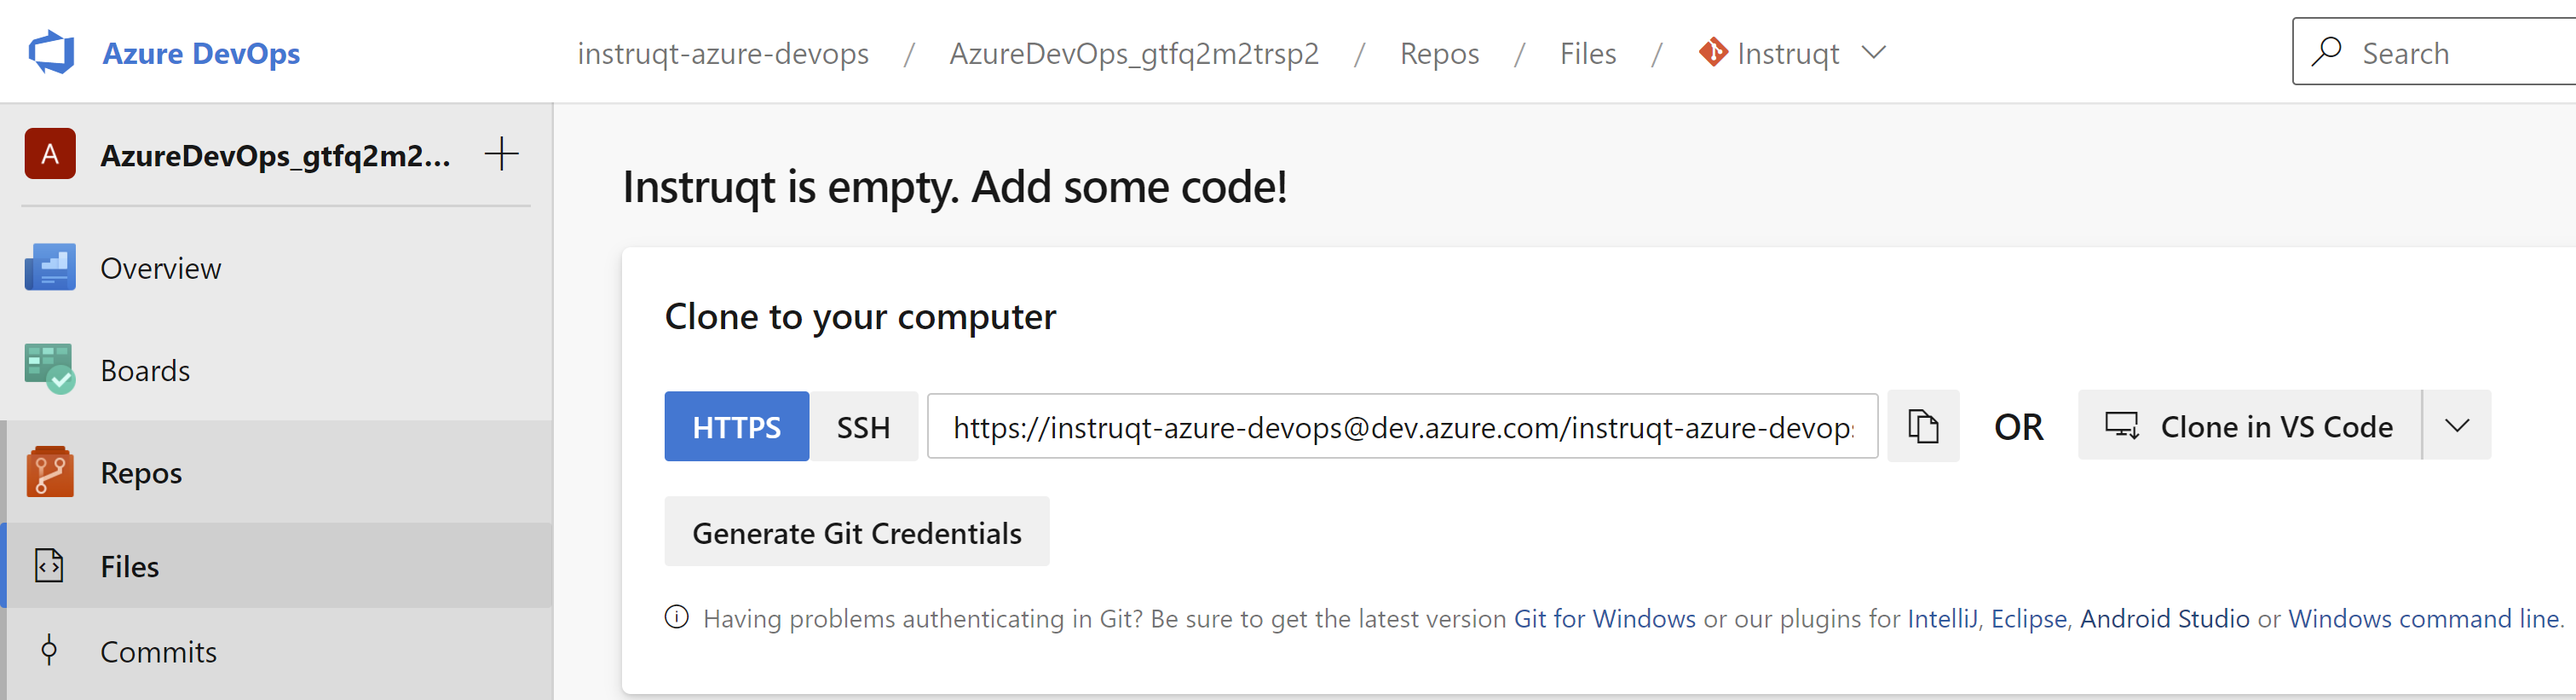 Azure DevOps
instruqt-azure-devops / AzureDevOps_gtfq2m2trsp2 / Repos / Files / Instruqt
Search
A AzureDevOps_gtfq2m2...
Overview
Boards
Repos
Files
Commits
Instruqt is empty. Add some code!
Clone to your computer
HTTPS SSH https://instruqt-azure-devops@dev.azure.com/instruqt-azure-devops OR Clone in VS Code
Generate Git Credentials
Having problems authenticating in Git? Be sure to get the latest version Git for Windows or our plugins for IntelliJ, Eclipse, Android Studio or Windows command line.